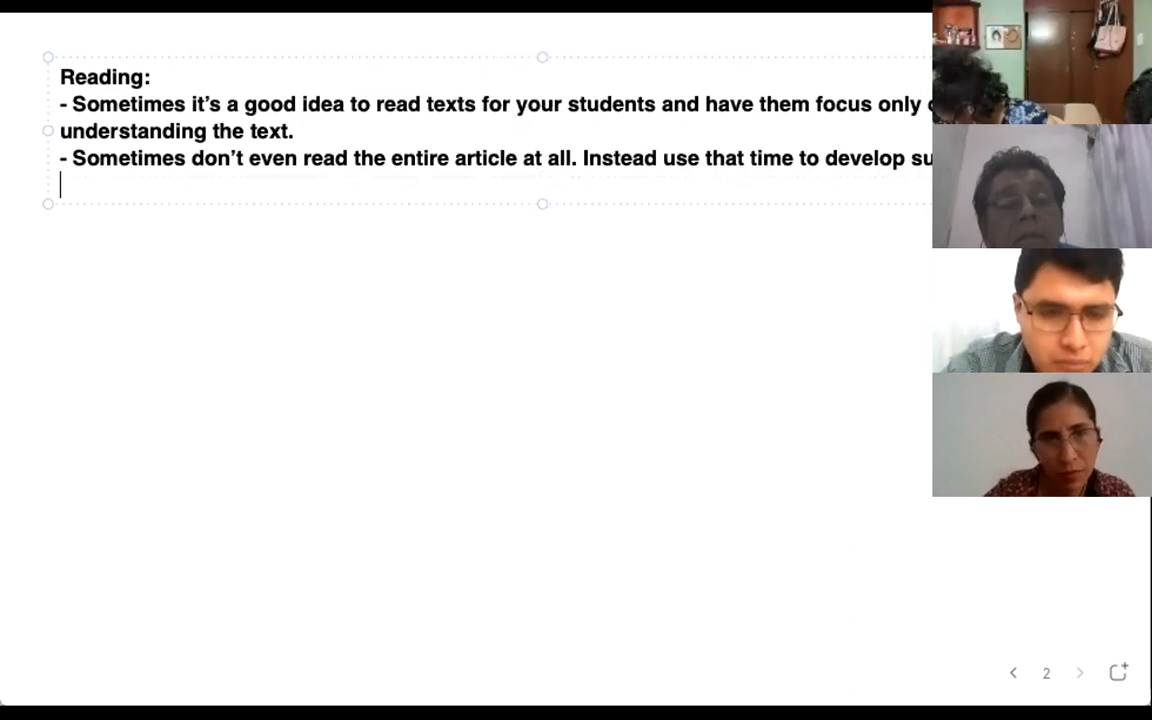 Reading:
- Sometimes it’s a good idea to read texts for your students and have them focus only
understanding the text.
- Sometimes don’t even read the entire article at all. Instead use that time to develop
2